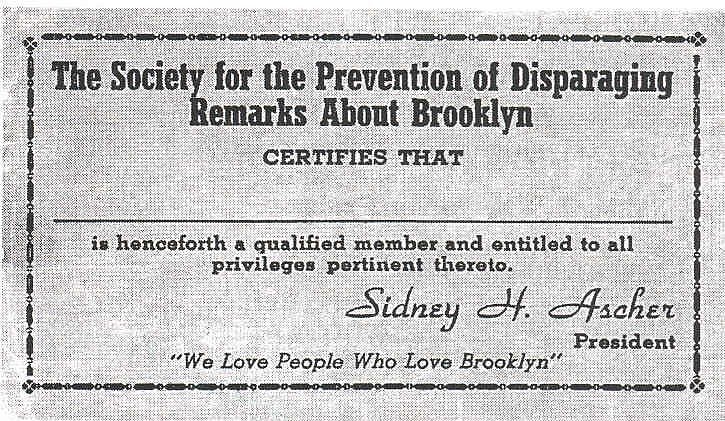 The Society for the Prevention of Disparaging
Remarks About Brooklyn
CERTIFIES THAT
is henceforth a qualified member and entitled to all
privileges pertinent thereto.
Sidney H. Ascher
President
"We Love People Who Love Brooklyn"